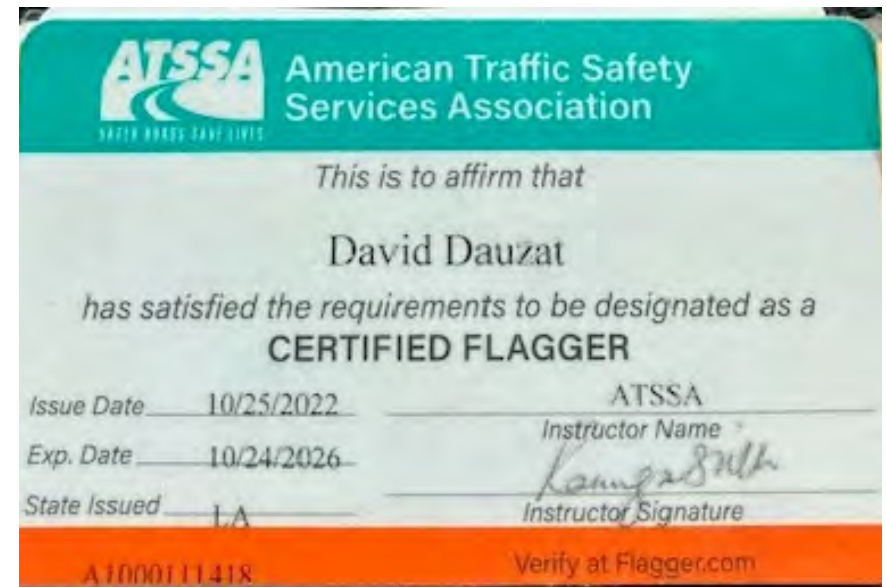 ATSSA
SAFER ROADS SAVE LIVES
American Traffic Safety
Services Association
This is to affirm that
David Dauzat
has satisfied the requirements to be designated as a
CERTIFIED FLAGGER
Issue Date 10/25/2022
ATSSA
Instructor Name
Exp. Date 10/24/2026
State Issued LA
Instructor Signature
A1000111418
Verify at Flagger.com